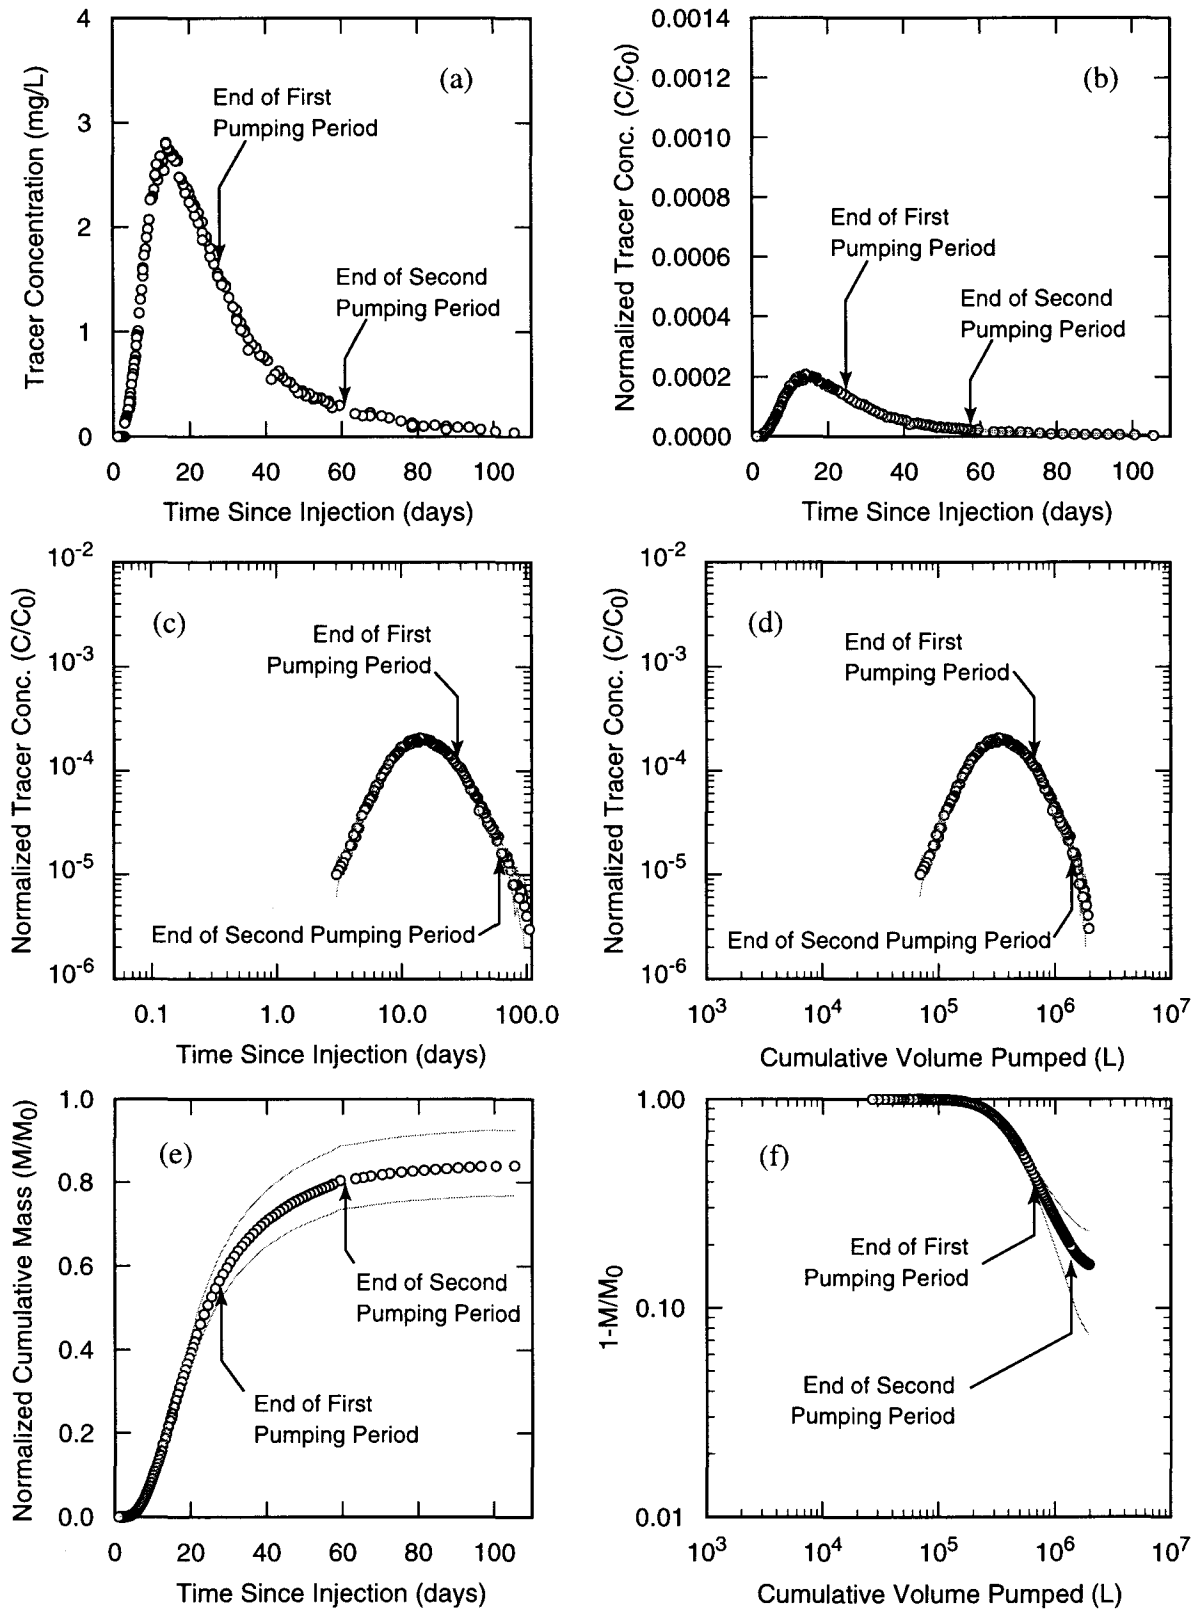 (a)
Tracer Concentration (mg/L)
4
3
2
1
0
End of First
Pumping Period
End of Second
Pumping Period
0 20 40 60 80 100
Time Since Injection (days)
(b)
Normalized Tracer Conc. (C/C0)
0.0014
0.0012
0.0010
0.0008
0.0006
0.0004
0.0002
0.0000
End of First
Pumping Period
End of Second
Pumping Period
0 20 40 60 80 100
Time Since Injection (days)
(c)
Normalized Tracer Conc. (C/C0)
10-2
10-3
10-4
10-5
10-6
End of First
Pumping Period
End of Second Pumping Period
0.1 1.0 10.0 100.0
Time Since Injection (days)
(d)
Normalized Tracer Conc. (C/C0)
10-2
10-3
10-4
10-5
10-6
End of First
Pumping Period
End of Second Pumping Period
103 104 105 106 107
Cumulative Volume Pumped (L)
(e)
Normalized Cumulative Mass (M/M0)
1.0
0.8
0.6
0.4
0.2
0.0
End of Second
Pumping Period
End of First
Pumping Period
0 20 40 60 80 100
Time Since Injection (days)
(f)
1-M/M0
1.00
0.10
0.01
End of First
Pumping Period
End of Second
Pumping Period
103 104 105 106 107
Cumulative Volume Pumped (L)